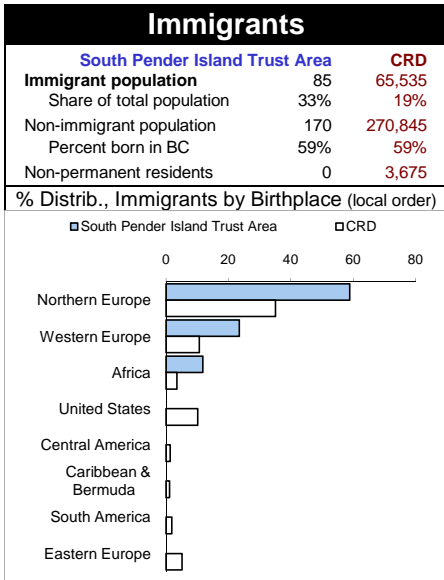 Immigrants
South Pender Island Trust Area CRD
Immigrant population 85 65,535
Share of total population 33% 19%
Non-immigrant population 170 270,845
Percent born in BC 59% 59%
Non-permanent residents 0 3,675
% Distrib., Immigrants by Birthplace (local order)
South Pender Island Trust Area CRD
0 20 40 60 80
Northern Europe
Western Europe
Africa
United States
Central America
Caribbean &
Bermuda
South America
Eastern Europe